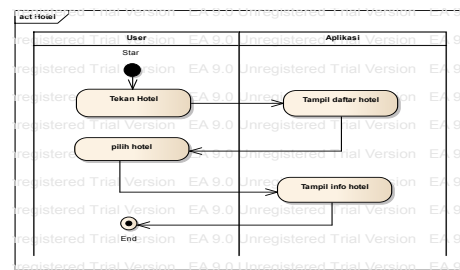 act Hotel
User
Aplikasi
Star
Tekan Hotel
Tampil daftar hotel
pilih hotel
Tampil info hotel
End
EA 9.0 Unregistered Trial Version